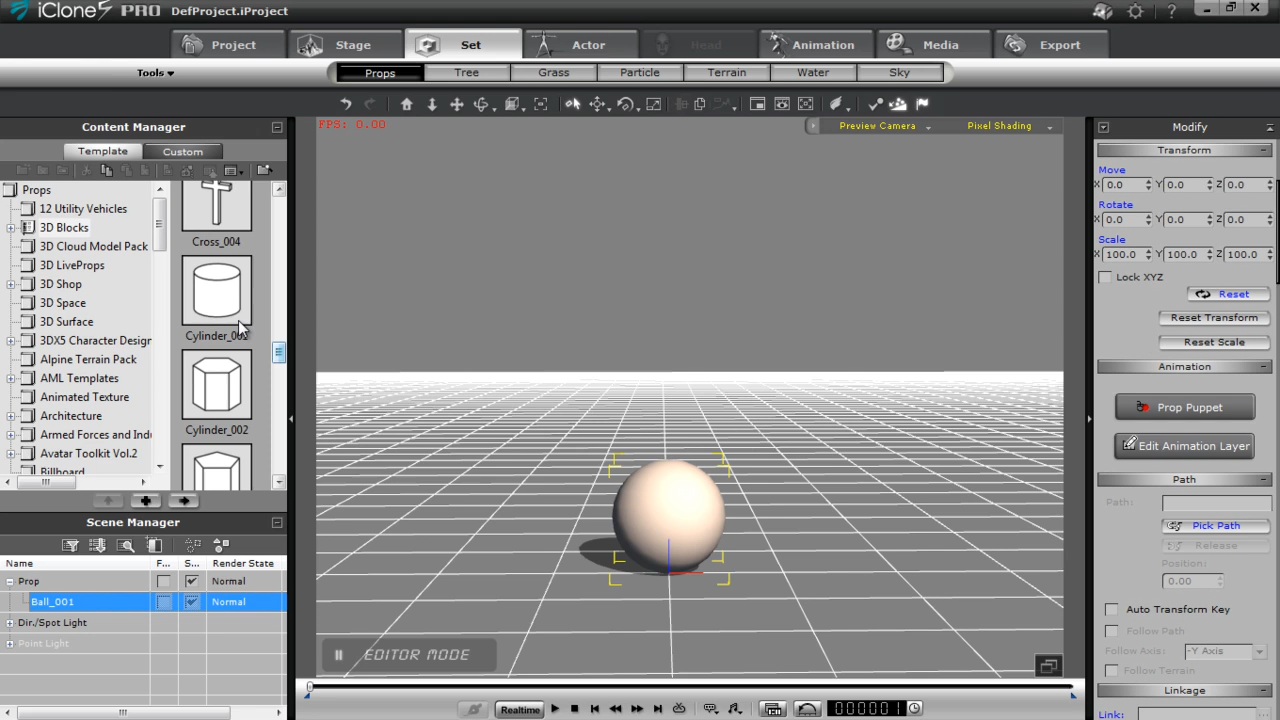 iClone5 PRO DefProject.iProject
Project Stage Set Actor Head Animation Media Export
Tools Props Tree Grass Particle Terrain Water Sky
Content Manager
Template Custom
Props
12 Utility Vehicles
3D Blocks
3D Cloud Model Pack
3D LiveProps
3D Shop
3D Space
3D Surface
3DX5 Character Design
Alpine Terrain Pack
AML Templates
Animated Texture
Architecture
Armed Forces and Indu
Avatar Toolkit Vol.2
Billboard
Cross_004
Cylinder_00
Cylinder_002
Scene Manager
Name F... S... Render State
Prop Normal
Ball_001 Normal
Dir./Spot Light
Point Light
FPS: 0.00
Preview Camera Pixel Shading
EDITOR MODE
Realtime 000001
Modify
Transform
Move
X 0.0 Y 0.0 Z 0.0
Rotate
X 0.0 Y 0.0 Z 0.0
Scale
X 100.0 Y 100.0 Z 100.0
Lock XYZ
Reset
Reset Transform
Reset Scale
Animation
Prop Puppet
Edit Animation Layer
Path
Path:
Pick Path
Release
Position:
0.00
Auto Transform Key
Follow Path
Follow Axis: -Y Axis
Follow Terrain
Linkage
Link: